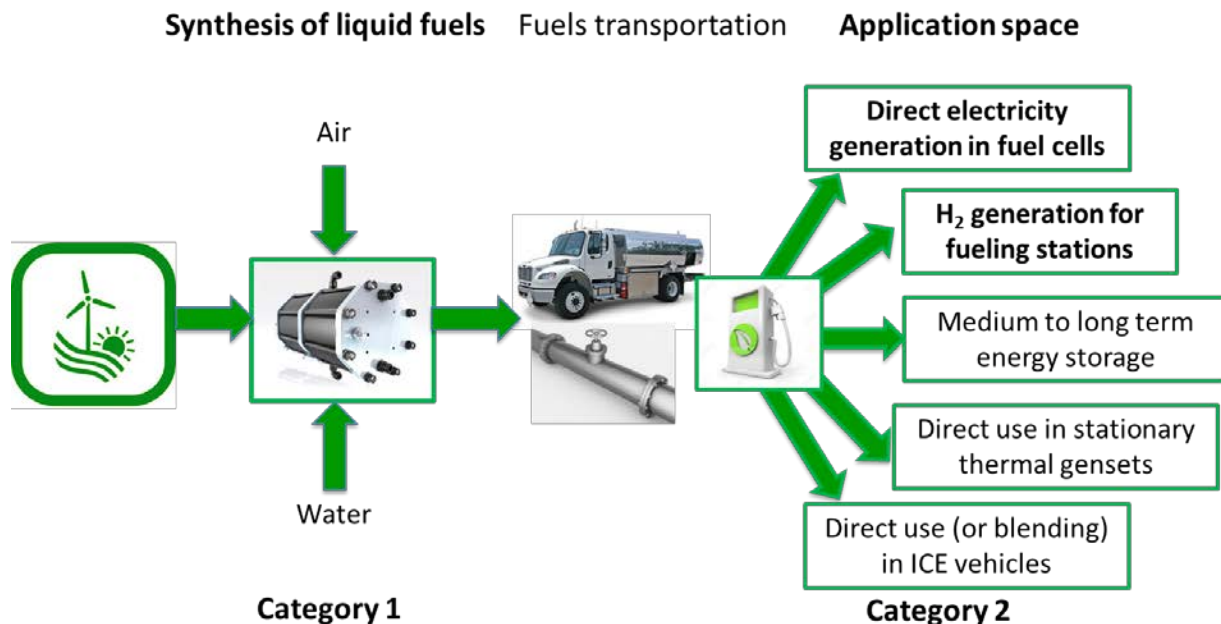 Synthesis of liquid fuels
Fuels transportation
Application space
Air
Water
Direct electricity
generation in fuel cells
H₂ generation for
fueling stations
Medium to long term
energy storage
Direct use in stationary
thermal gensets
Direct use (or blending)
in ICE vehicles
Category 1
Category 2